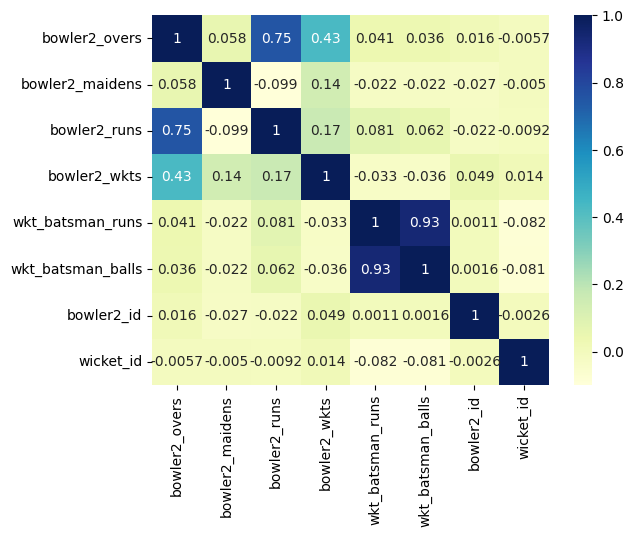 bowler2_overs 1 0.058 0.75 0.43 0.041 0.036 0.016 -0.0057
bowler2_maidens 0.058 1 -0.099 0.14 -0.022 -0.022 -0.027 -0.005
bowler2_runs 0.75 -0.099 1 0.17 0.081 0.062 -0.022 -0.0092
bowler2_wkts 0.43 0.14 0.17 1 -0.033 -0.036 0.049 0.014
wkt_batsman_runs 0.041 -0.022 0.081 -0.033 1 0.93 0.0011 -0.082
wkt_batsman_balls 0.036 -0.022 0.062 -0.036 0.93 1 0.0016 -0.081
bowler2_id 0.016 -0.027 -0.022 0.049 0.0011 0.0016 1 -0.0026
wicket_id -0.0057 -0.005 -0.0092 0.014 -0.082 -0.081 -0.0026 1
bowler2_overs
bowler2_maidens
bowler2_runs
bowler2_wkts
wkt_batsman_runs
wkt_batsman_balls
bowler2_id
wicket_id
1.0
0.8
0.6
0.4
0.2
0.0